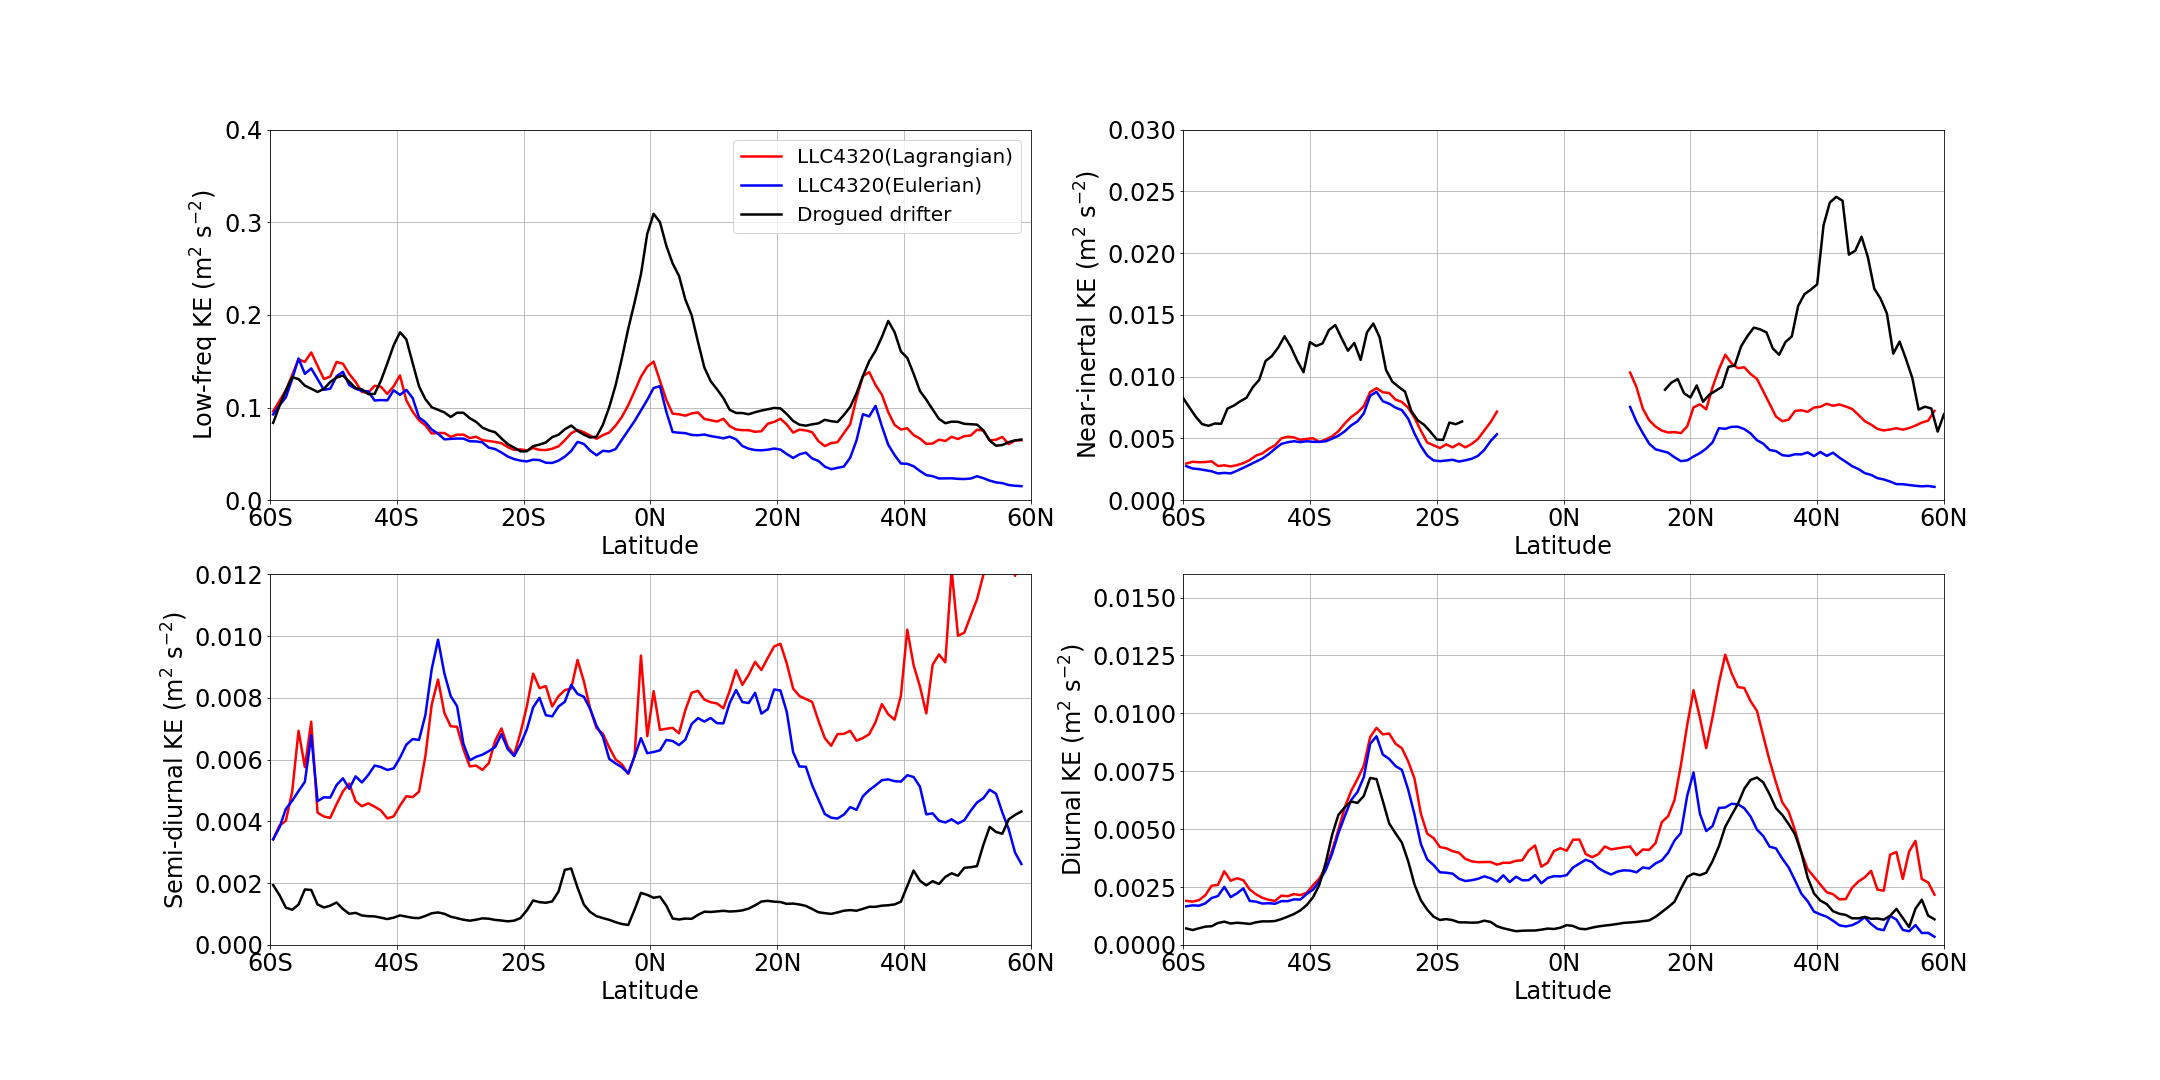 0.4
0.3
0.2
0.1
0.0
Low-freq KE (m² s⁻²)
LLC4320(Lagrangian)
LLC4320(Eulerian)
Drogued drifter
60S 40S 20S 0N 20N 40N 60N
Latitude
0.030
0.025
0.020
0.015
0.010
0.005
0.000
Near-inertal KE (m² s⁻²)
60S 40S 20S 0N 20N 40N 60N
Latitude
0.012
0.010
0.008
0.006
0.004
0.002
0.000
Semi-diurnal KE (m² s⁻²)
60S 40S 20S 0N 20N 40N 60N
Latitude
0.0150
0.0125
0.0100
0.0075
0.0050
0.0025
0.0000
Diurnal KE (m² s⁻²)
60S 40S 20S 0N 20N 40N 60N
Latitude